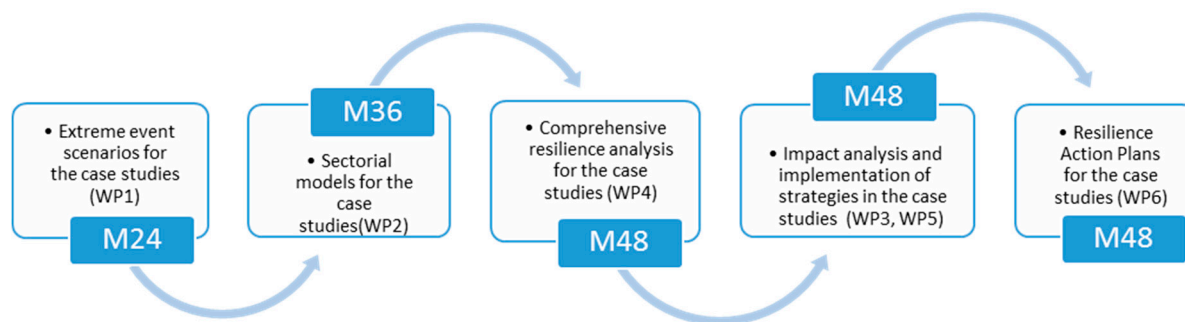 • Extreme event
scenarios for
the case studies
(WP1)
M24
M36
• Sectorial
models for the
case
studies(WP2)
• Comprehensive
resilience analysis
for the case
studies (WP4)
M48
M48
• Impact analysis and
implementation of
strategies in the case
studies (WP3, WP5)
• Resilience
Action Plans
for the case
studies (WP6)
M48